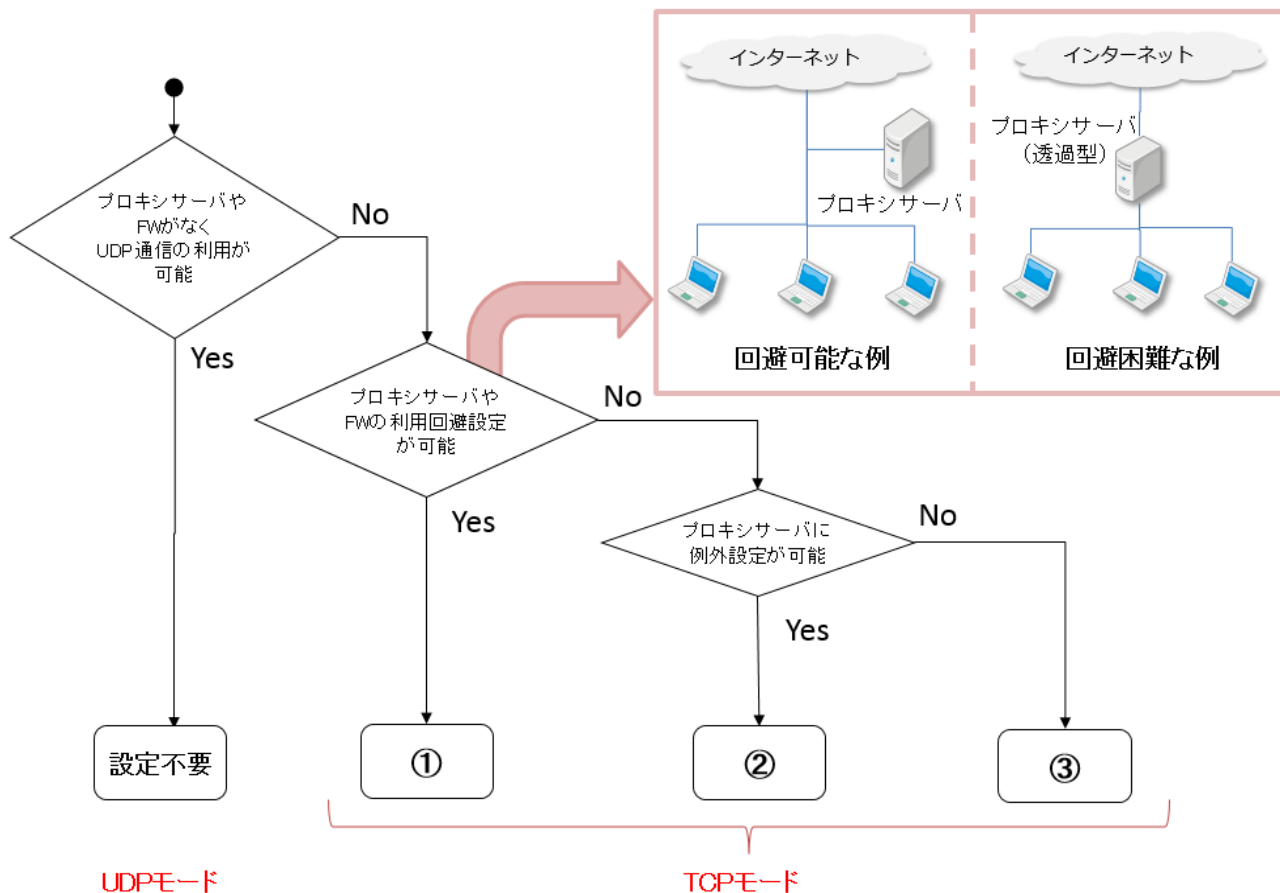 インターネット
インターネット
プロキシサーバ
(透過型)
プロキシサーバ
回避可能な例
回避困難な例
プロキシサーバや
FWがなく
UDP通信の利用が
可能
No
Yes
プロキシサーバや
FWの利用回避設定
が可能
No
Yes
プロキシサーバに
例外設定が可能
No
Yes
設定不要
①
②
③
UDPモード
TCPモード